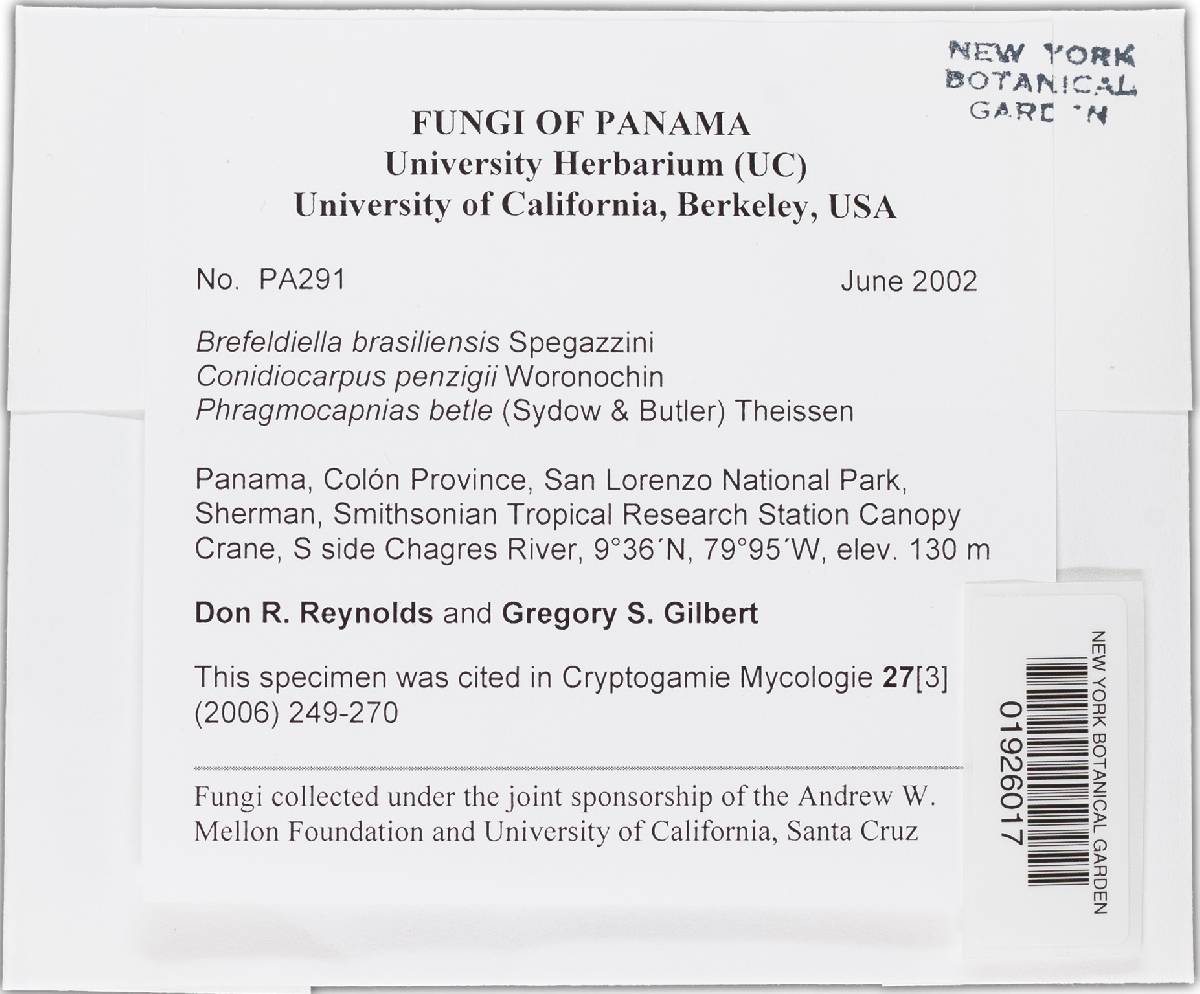 NEW YORK
BOTANICAL
FUNGI OF PANAMA
University Herbarium (UC)
University of California, Berkeley, USA
No. PA291 June 2002
Brefeldiella brasiliensis Spegazzini
Conidiocarpus penzigii Woronochin
Phragmocapnias betle (Sydow & Butler) Theissen
Panama, Colón Province, San Lorenzo National Park,
Sherman, Smithsonian Tropical Research Station Canopy
Crane, S side Chagres River, 9°36´N, 79°95´W, elev. 130 m
Don R. Reynolds and Gregory S. Gilbert
This specimen was cited in Cryptogamie Mycologie 27[3]
(2006) 249-270
Fungi collected under the joint sponsorship of the Andrew W.
Mellon Foundation and University of California, Santa Cruz
NEW YORK BOTANICAL GARDEN
01926017